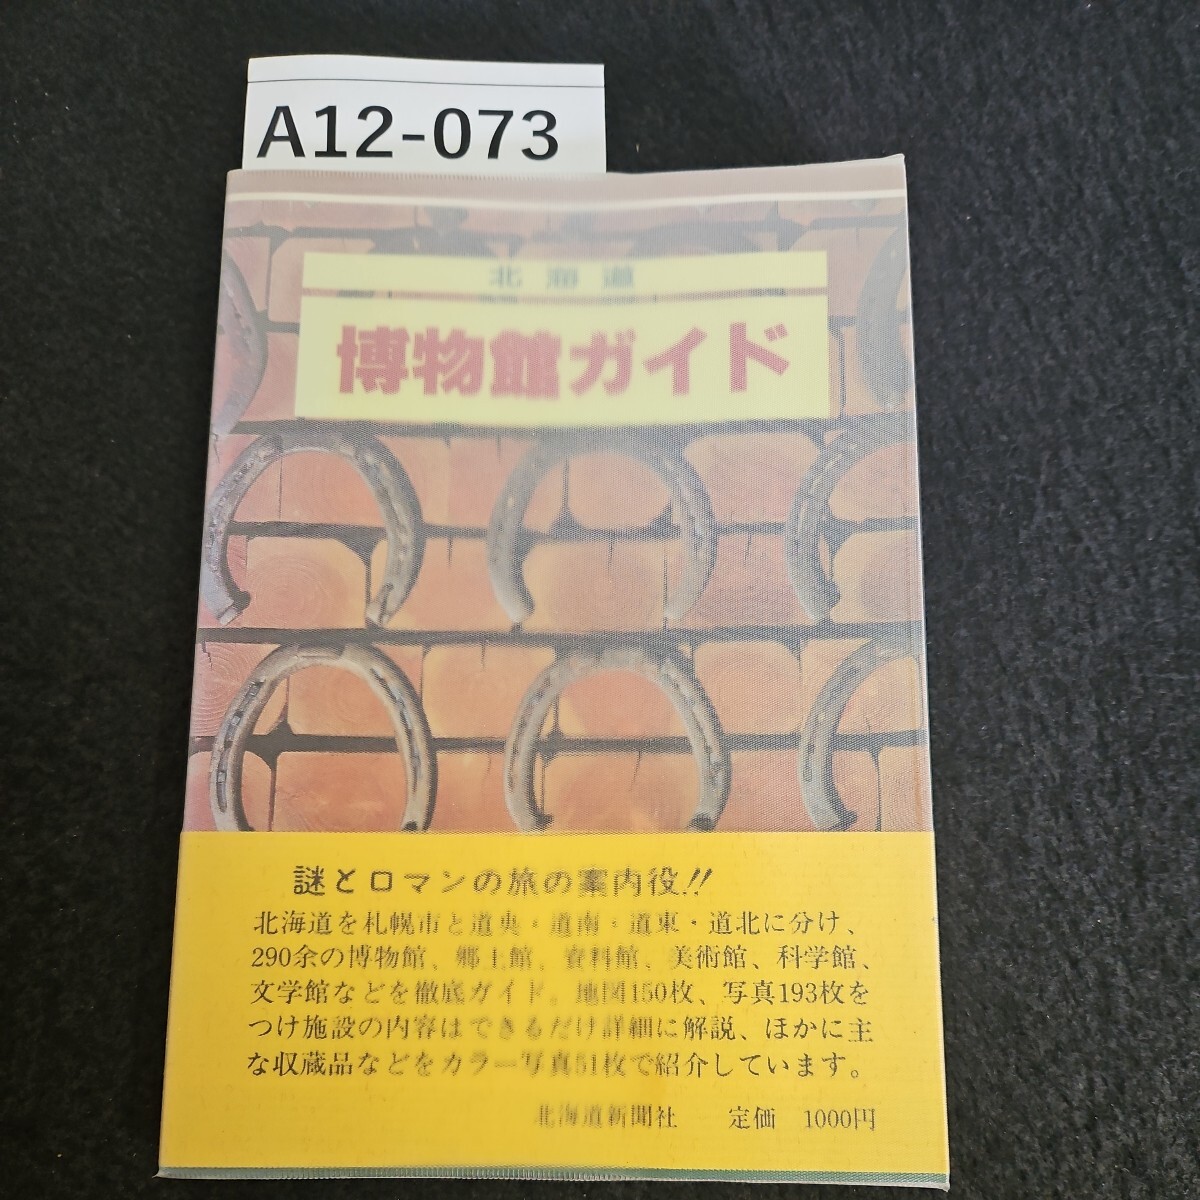 A12-073
北海道
博物館ガイド
謎とロマンの旅の案内役!!
北海道を札幌市と道央・道南・道東・道北に分け、
290余の博物館、郷土館、資料館、美術館、科学館、
文学館などを徹底ガイド。地図150枚、写真193枚を
つけ施設の内容はできるだけ詳細に解説、ほかに主
な収蔵品などをカラー写真51枚で紹介しています。
北海道新聞社 定価 1000円